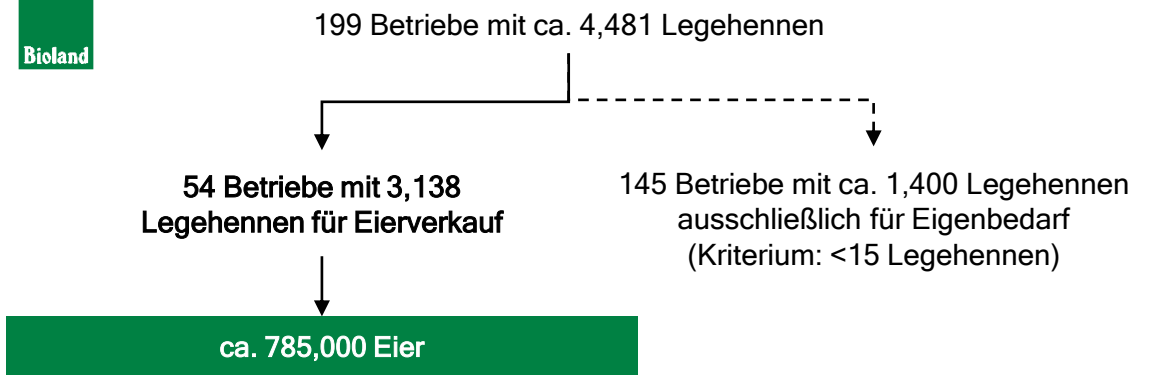 Bioland
199 Betriebe mit ca. 4,481 Legehennen
54 Betriebe mit 3,138
Legehennen für Eierverkauf
145 Betriebe mit ca. 1,400 Legehennen
ausschließlich für Eigenbedarf
(Kriterium: <15 Legehennen)
ca. 785,000 Eier